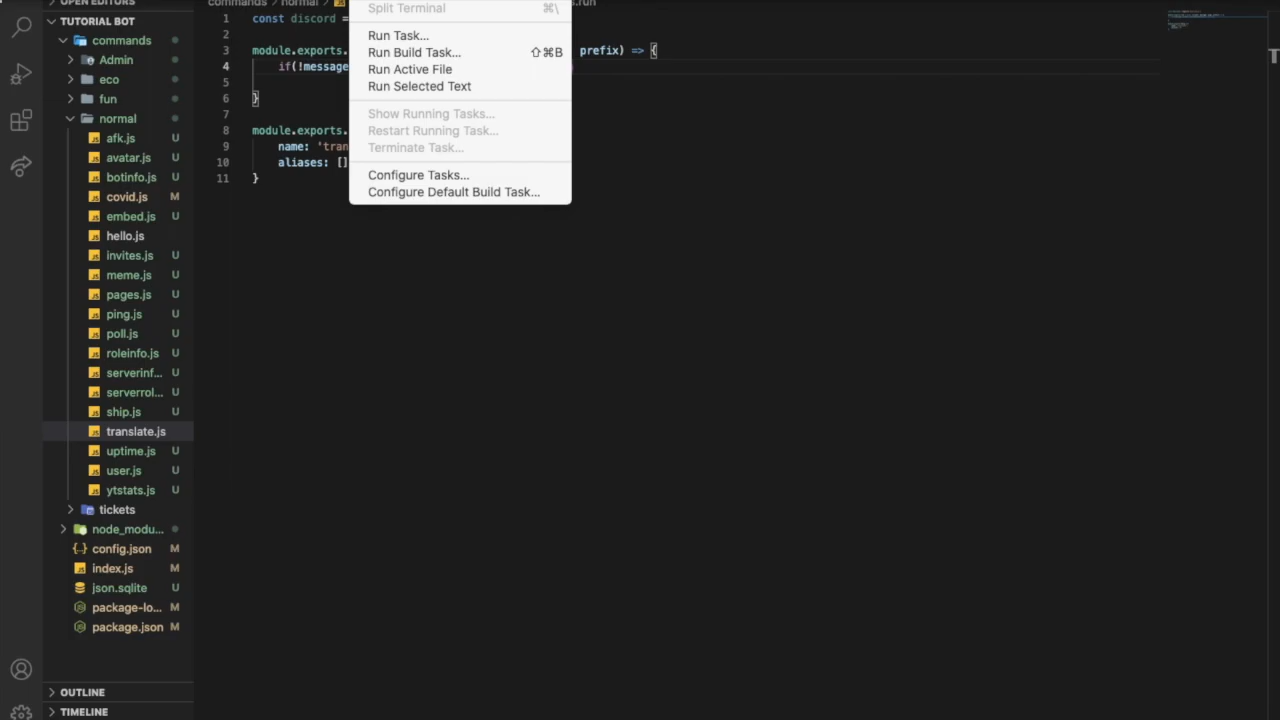 OPEN EDITORS
TUTORIAL BOT
commands
Admin
eco
fun
normal
afk.js U
avatar.js U
botinfo.js U
covid.js M
embed.js U
hello.js
invites.js U
meme.js U
pages.js U
ping.js U
poll.js U
roleinfo.js U
serverinf... U
serverrol... U
ship.js U
translate.js
uptime.js U
user.js U
ytstats.js U
tickets
node_modu...
config.json M
index.js M
json.sqlite U
package-lo... M
package.json M
OUTLINE
TIMELINE
commands > normal > JS s.run
1 const discord =
2
3 module.exports. prefix) => {
4 if(!message
5
6 }
7
8 module.exports.
9 name: 'tran
10 aliases: []
11 }
Split Terminal ⌘\
Run Task...
Run Build Task... ⇧⌘B
Run Active File
Run Selected Text
Show Running Tasks...
Restart Running Task...
Terminate Task...
Configure Tasks...
Configure Default Build Task...